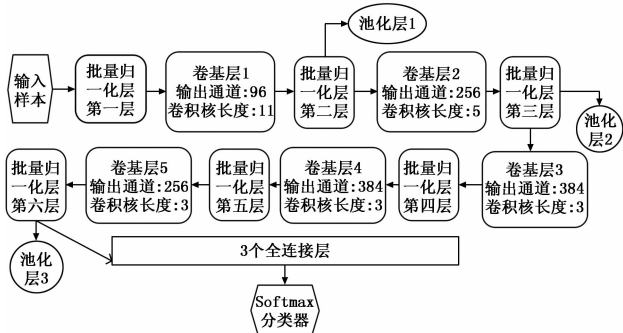 输入
样本
批量归
一化层
第一层
卷基层1
输出通道:96
卷积核长度:11
批量归
一化层
第二层
池化层1
卷基层2
输出通道:256
卷积核长度:5
批量归
一化层
第三层
池化
层2
卷基层3
输出通道:384
卷积核长度:3
批量归
一化层
第四层
卷基层4
输出通道:384
卷积核长度:3
批量归
一化层
第五层
卷基层5
输出通道:256
卷积核长度:3
批量归
一化层
第六层
池化
层3
3个全连接层
Softmax
分类器